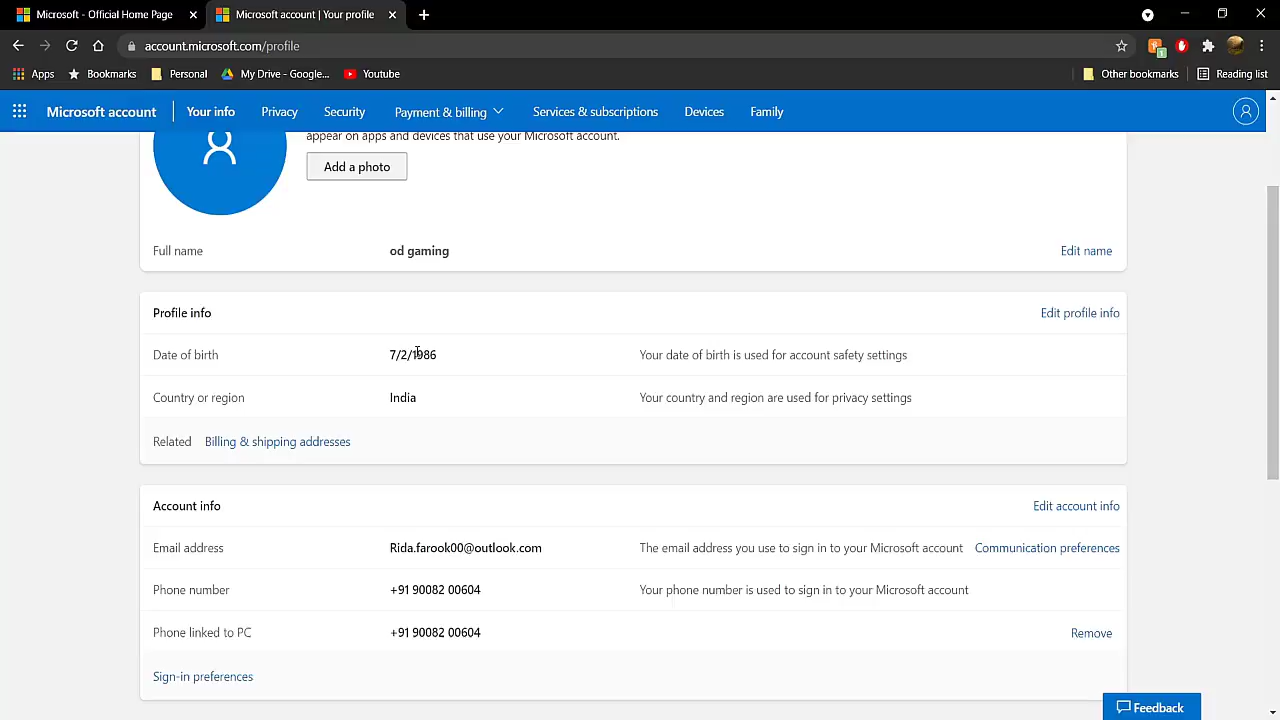 Microsoft - Official Home Page
Microsoft account | Your profile
account.microsoft.com/profile
1
Apps
Bookmarks
Personal
My Drive - Google...
Youtube
Other bookmarks
Reading list
Microsoft account
Your info
Privacy
Security
Payment & billing
Services & subscriptions
Devices
Family
appear on apps and devices that use your Microsoft account.
Add a photo
Full name
od gaming
Edit name
Profile info
Edit profile info
Date of birth
7/2/1986
Your date of birth is used for account safety settings
Country or region
India
Your country and region are used for privacy settings
Related
Billing & shipping addresses
Account info
Edit account info
Email address
Rida.farook00@outlook.com
The email address you use to sign in to your Microsoft account
Communication preferences
Phone number
+91 90082 00604
Your phone number is used to sign in to your Microsoft account
Phone linked to PC
+91 90082 00604
Remove
Sign-in preferences
Feedback